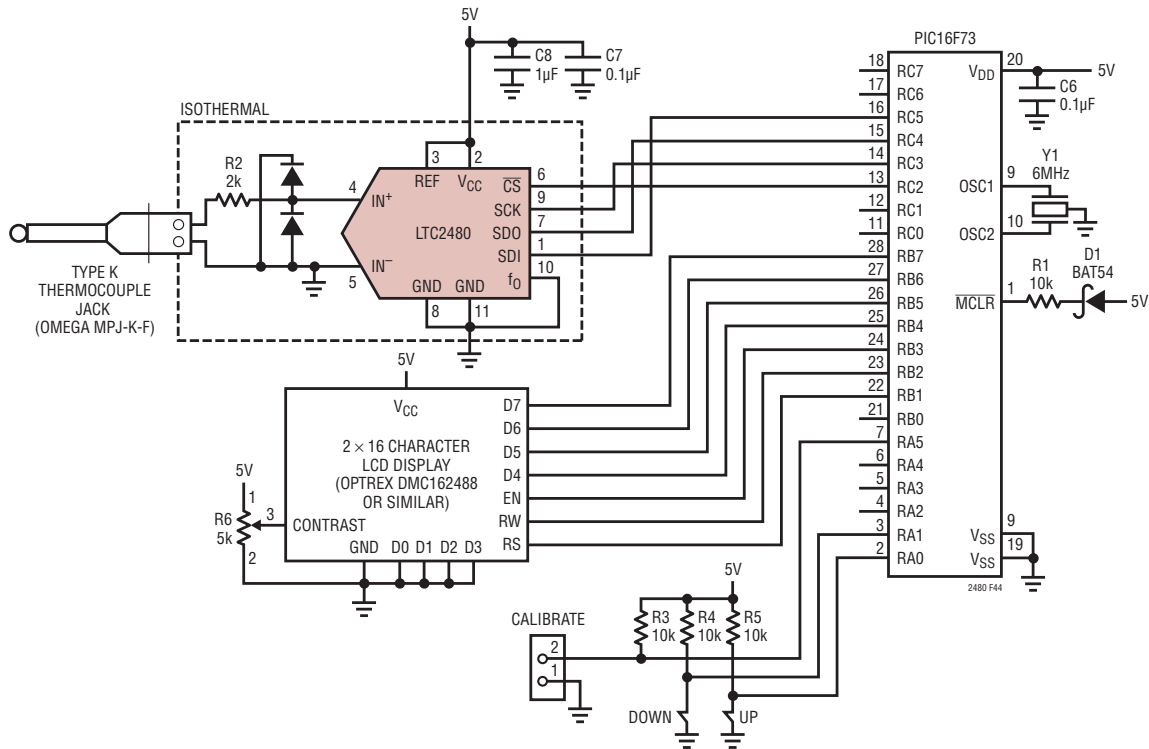 5V
C8
1µF
C7
0.1µF
ISOTHERMAL
R2
2k
4
IN+
3
REF
2
VCC
LTC2480
5
IN−
GND
8
GND
11
6
CS
9
SCK
7
SDO
1
SDI
10
fO
TYPE K
THERMOCOUPLE
JACK
(OMEGA MPJ-K-F)
PIC16F73
18 RC7
17 RC6
16 RC5
15 RC4
14 RC3
13 RC2
12 RC1
11 RC0
28 RB7
27 RB6
26 RB5
25 RB4
24 RB3
23 RB2
22 RB1
21 RB0
7 RA5
6 RA4
5 RA3
4 RA2
3 RA1
2 RA0
VDD 20
5V
C6
0.1µF
Y1
6MHz
OSC1 9
OSC2 10
R1
10k
D1
BAT54
MCLR 1
5V
VSS 9
VSS 19
2480 F44
5V
VCC
2 × 16 CHARACTER
LCD DISPLAY
(OPTREX DMC162488
OR SIMILAR)
D7
D6
D5
D4
EN
RW
RS
5V
1
R6
5k
3
CONTRAST
2
GND D0 D1 D2 D3
5V
R3
10k
R4
10k
R5
10k
CALIBRATE
2
1
DOWN
UP